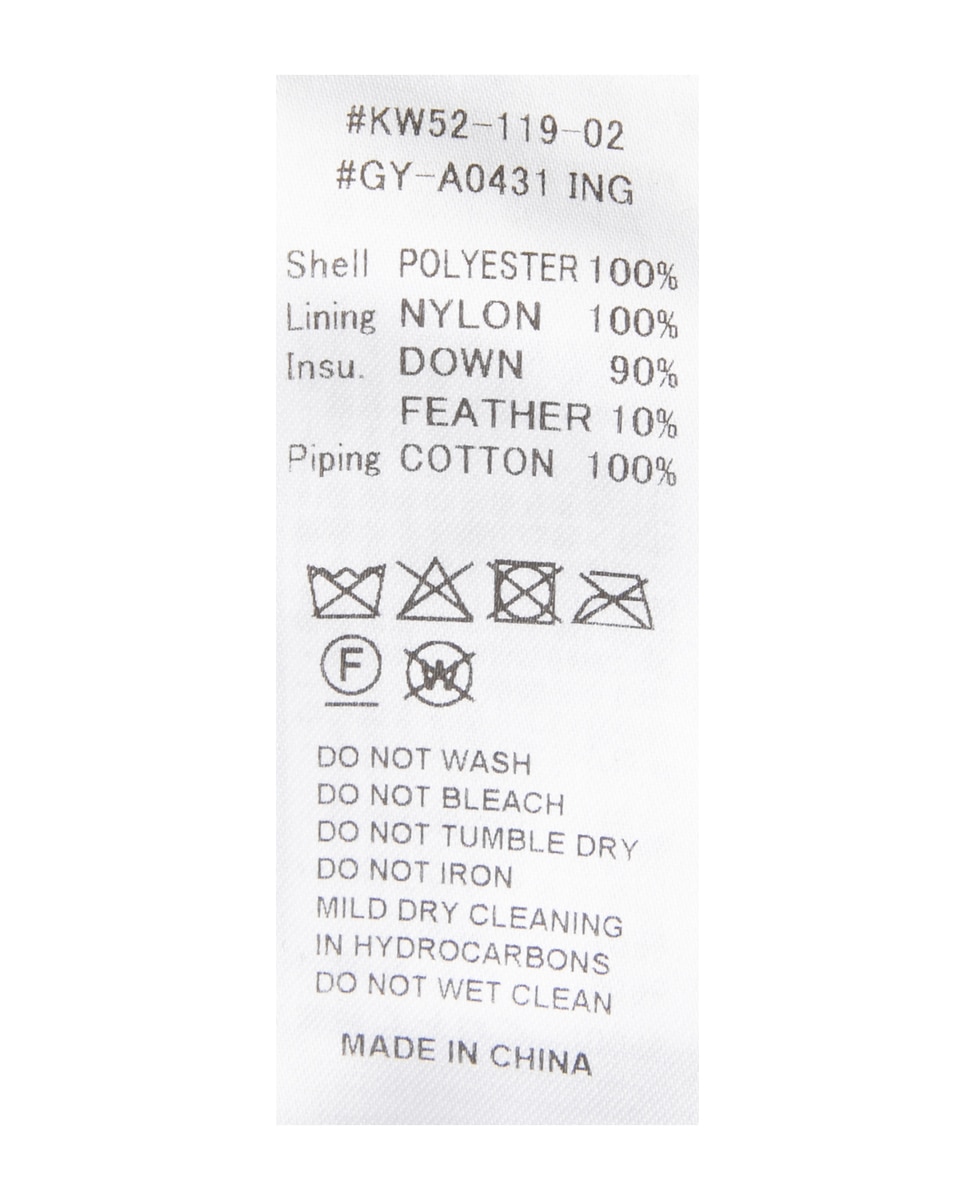 #KW52-119-02
#GY-A0431 ING
Shell POLYESTER 100%
Lining NYLON 100%
Insu. DOWN 90%
FEATHER 10%
Piping COTTON 100%
F W
DO NOT WASH
DO NOT BLEACH
DO NOT TUMBLE DRY
DO NOT IRON
MILD DRY CLEANING
IN HYDROCARBONS
DO NOT WET CLEAN
MADE IN CHINA